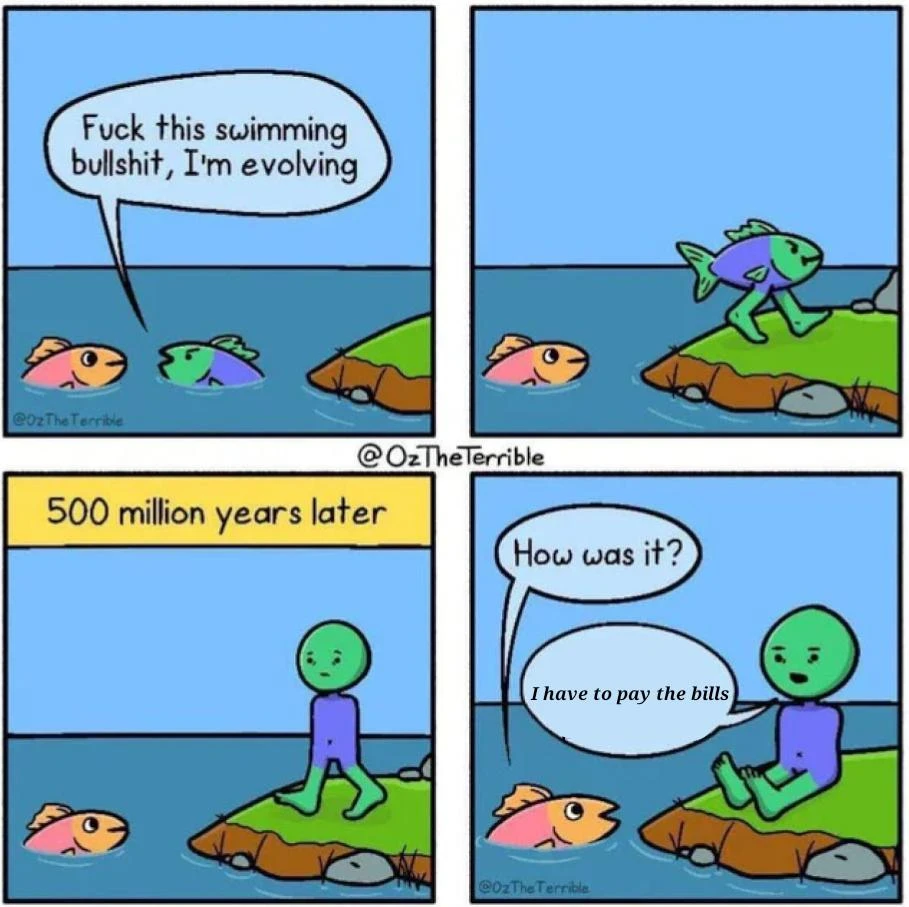 Fuck this swimming
bullshit, I'm evolving
@OzTheTerrible
@OzTheTerrible
500 million years later
How was it?
I have to pay the bills
@OzTheTerrible